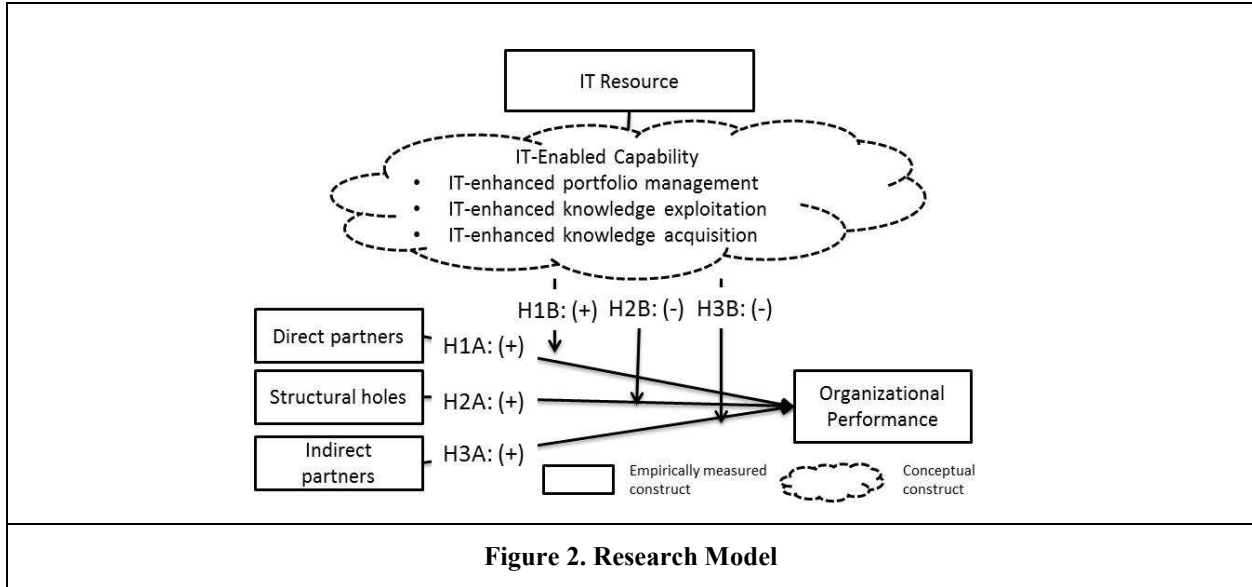 IT Resource
IT-Enabled Capability
• IT-enhanced portfolio management
• IT-enhanced knowledge exploitation
• IT-enhanced knowledge acquisition
H1B: (+) H2B: (-) H3B: (-)
Direct partners
H1A: (+)
Structural holes
H2A: (+)
Organizational
Performance
Indirect
partners
H3A: (+)
Empirically measured
construct
Conceptual
construct
Figure 2. Research Model